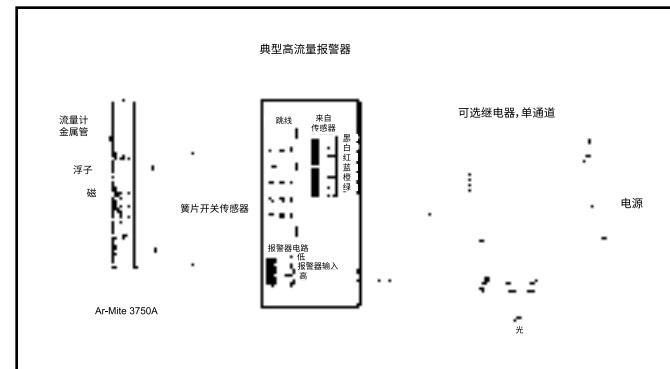 典型高流量报警器
流量计
金属管
浮子
磁
簧片开关传感器
Ar-Mite 3750A
跳线
来自
传感器
黑
白
红
蓝
橙
绿
报警器电路
低
报警器输入
高
可选继电器，单通道
电源
光